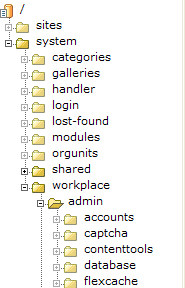 /
sites
system
categories
galleries
handler
login
lost-found
modules
orgunits
shared
workplace
admin
accounts
captcha
contenttools
database
flexcache